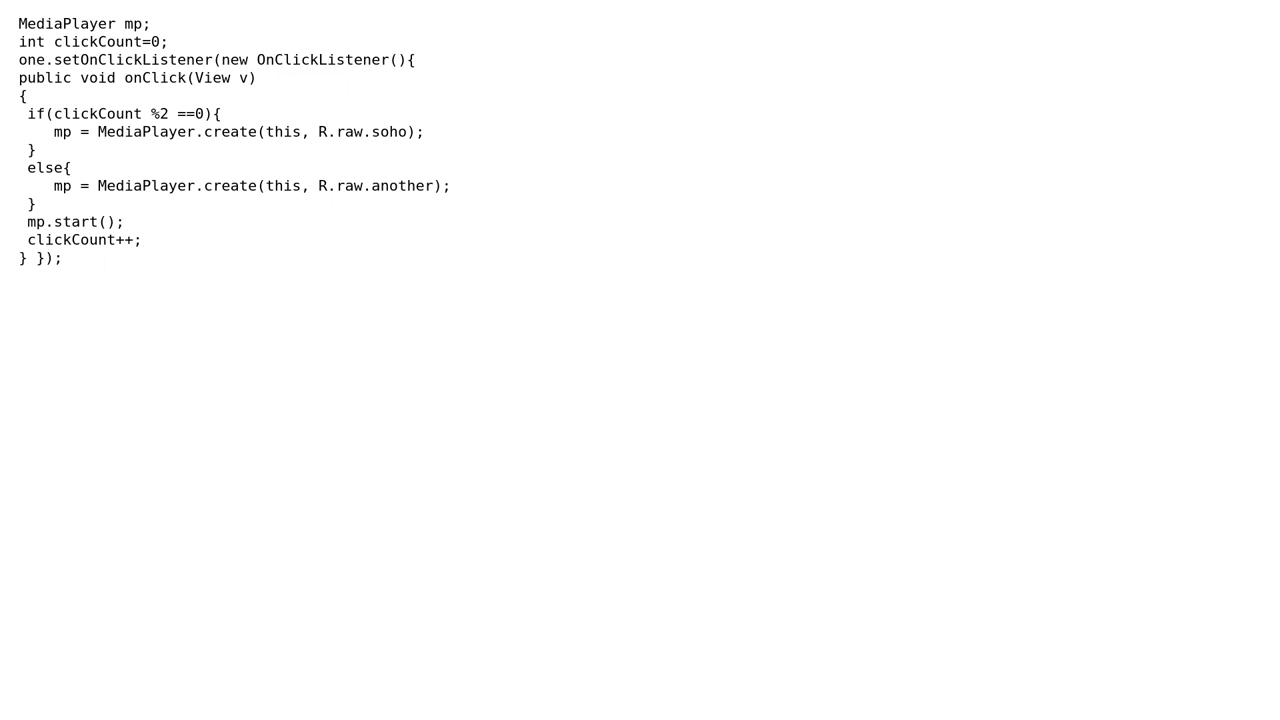 MediaPlayer mp;
int clickCount=0;
one.setOnClickListener(new OnClickListener(){
public void onClick(View v)
{
 if(clickCount %2 ==0){
    mp = MediaPlayer.create(this, R.raw.soho);
 }
 else{
    mp = MediaPlayer.create(this, R.raw.another);
 }
 mp.start();
 clickCount++;
} });